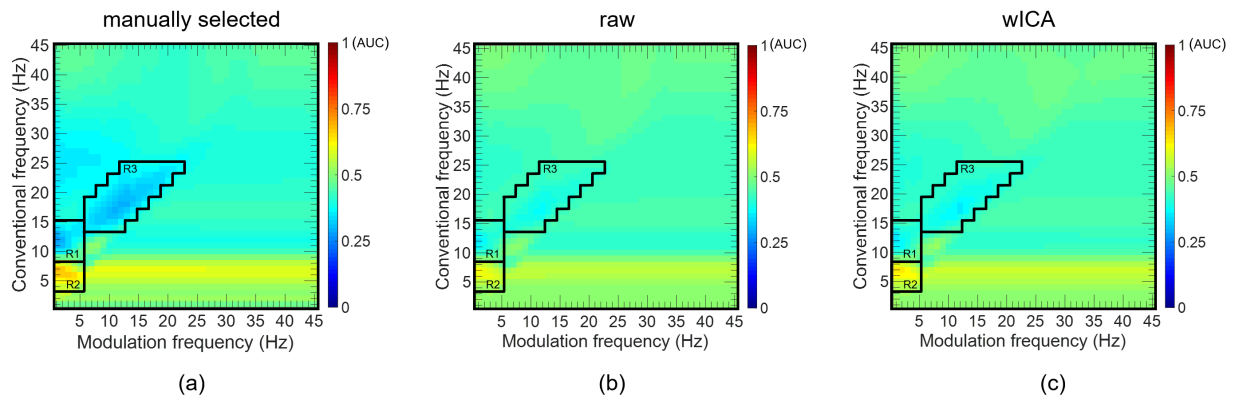 manually selected
raw
wICA
Conventional frequency (Hz)
45
40
35
30
25
20
15
10
5
R3
R1
R2
5 10 15 20 25 30 35 40 45
Modulation frequency (Hz)
1 (AUC)
0.75
0.5
0.25
0
(a)
Conventional frequency (Hz)
45
40
35
30
25
20
15
10
5
R3
R1
R2
5 10 15 20 25 30 35 40 45
Modulation frequency (Hz)
1 (AUC)
0.75
0.5
0.25
0
(b)
Conventional frequency (Hz)
45
40
35
30
25
20
15
10
5
R3
R1
R2
5 10 15 20 25 30 35 40 45
Modulation frequency (Hz)
1 (AUC)
0.75
0.5
0.25
0
(c)